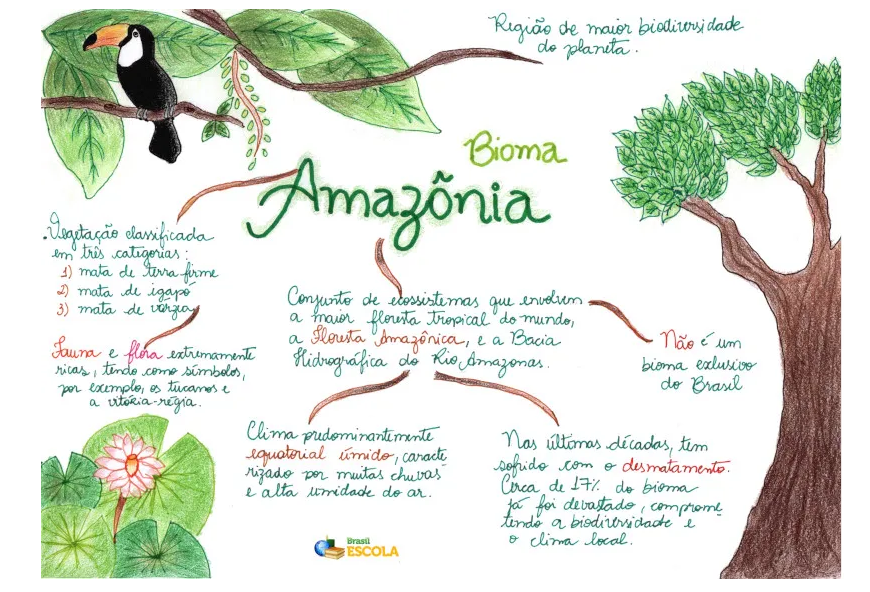 Região de maior biodiversidade
do planeta.
Bioma
Amazônia
Vegetação classificada
em três categorias:
1) mata de terra firme
2) mata de igapó
3) mata de várzea
Fauna e flora extremamente
ricas, tendo como símbolos,
por exemplo, os tucanos e
a vitória-régia.
Conjunto de ecossistemas que envolvem
a maior floresta tropical do mundo,
a Floresta Amazônica, e a Bacia
Hidrográfica do Rio Amazonas.
Não é um
bioma exclusivo
do Brasil
Clima predominantemente
equatorial úmido, caracte
rizado por muitas chuvas
e alta umidade do ar.
Nas últimas décadas, tem
sofrido com o desmatamento.
Cerca de 17% do bioma
já foi devastado, comprome
tendo a biodiversidade e
o clima local.
Brasil
ESCOLA